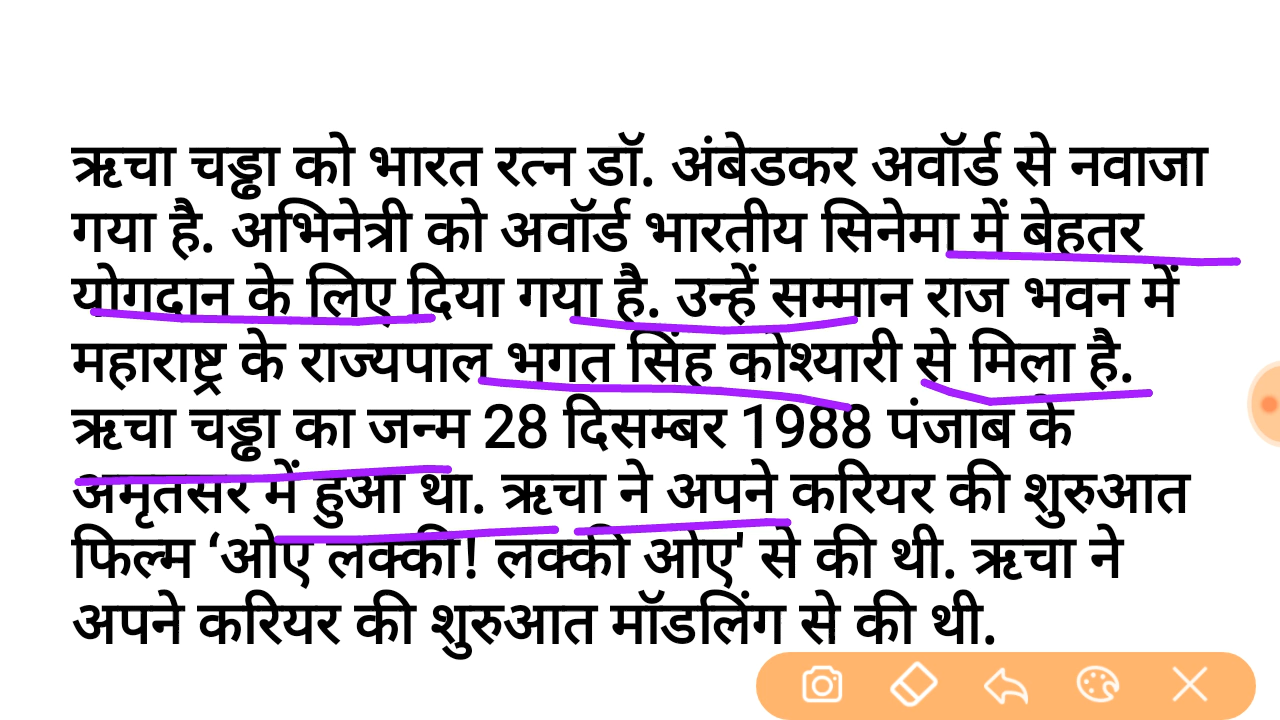 ऋचा चड्ढा को भारत रत्न डॉ. अंबेडकर अवॉर्ड से नवाजा
गया है. अभिनेत्री को अवॉर्ड भारतीय सिनेमा में बेहतर
योगदान के लिए दिया गया है. उन्हें सम्मान राज भवन में
महाराष्ट्र के राज्यपाल भगत सिंह कोश्यारी से मिला है.
ऋचा चड्ढा का जन्म 28 दिसम्बर 1988 पंजाब के
अमृतसर में हुआ था. ऋचा ने अपने करियर की शुरुआत
फिल्म ‘ओए लक्की! लक्की ओए' से की थी. ऋचा ने
अपने करियर की शुरुआत मॉडलिंग से की थी.